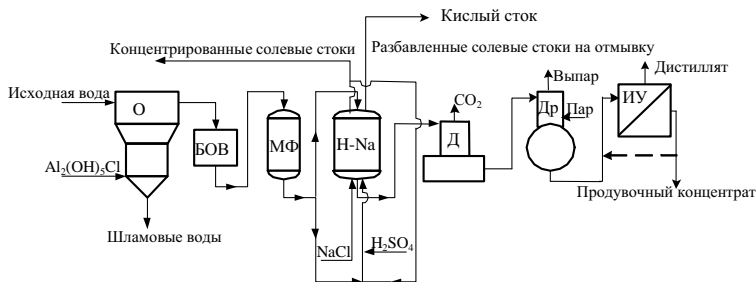 Кислый сток
Концентрированные солевые стоки
Разбавленные солевые стоки на отмывку
Исходная вода
О
БОВ
МФ
H-Na
CO₂
Д
Выпар
Др
Пар
Дистиллят
ИУ
Al₂(OH)₅Cl
Продувочный концентрат
Шламовые воды
NaCl
H₂SO₄